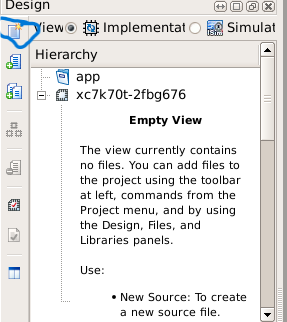 Design
View Implementat Simulat
Hierarchy
app
xc7k70t-2fbg676
Empty View
The view currently contains
no files. You can add files to
the project using the toolbar
at left, commands from the
Project menu, and by using
the Design, Files, and
Libraries panels.
Use:
• New Source: To create
a new source file.